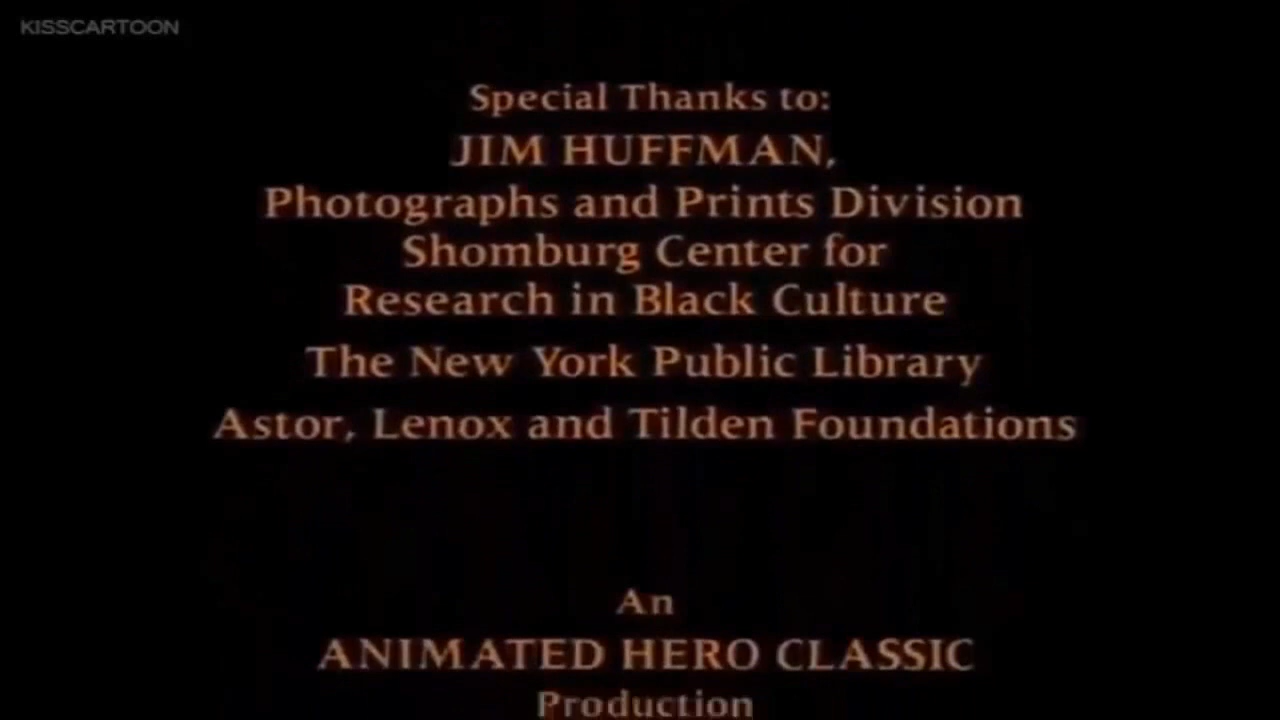 KISSCARTOON
Special Thanks to:
JIM HUFFMAN,
Photographs and Prints Division
Shomburg Center for
Research in Black Culture
The New York Public Library
Astor, Lenox and Tilden Foundations
An
ANIMATED HERO CLASSIC
Production